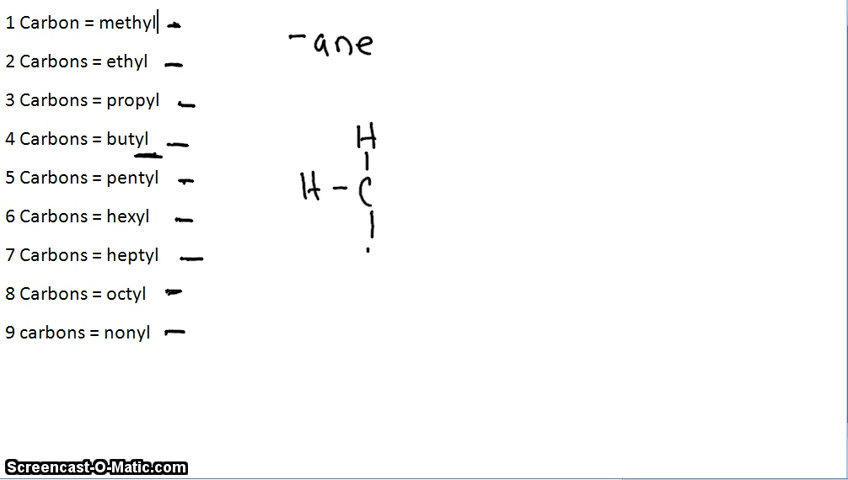 1 Carbon = methyl -
2 Carbons = ethyl -
3 Carbons = propyl -
4 Carbons = butyl -
5 Carbons = pentyl -
6 Carbons = hexyl -
7 Carbons = heptyl -
8 Carbons = octyl -
9 carbons = nonyl -
-ane
H
H - C
Screencast-O-Matic.com